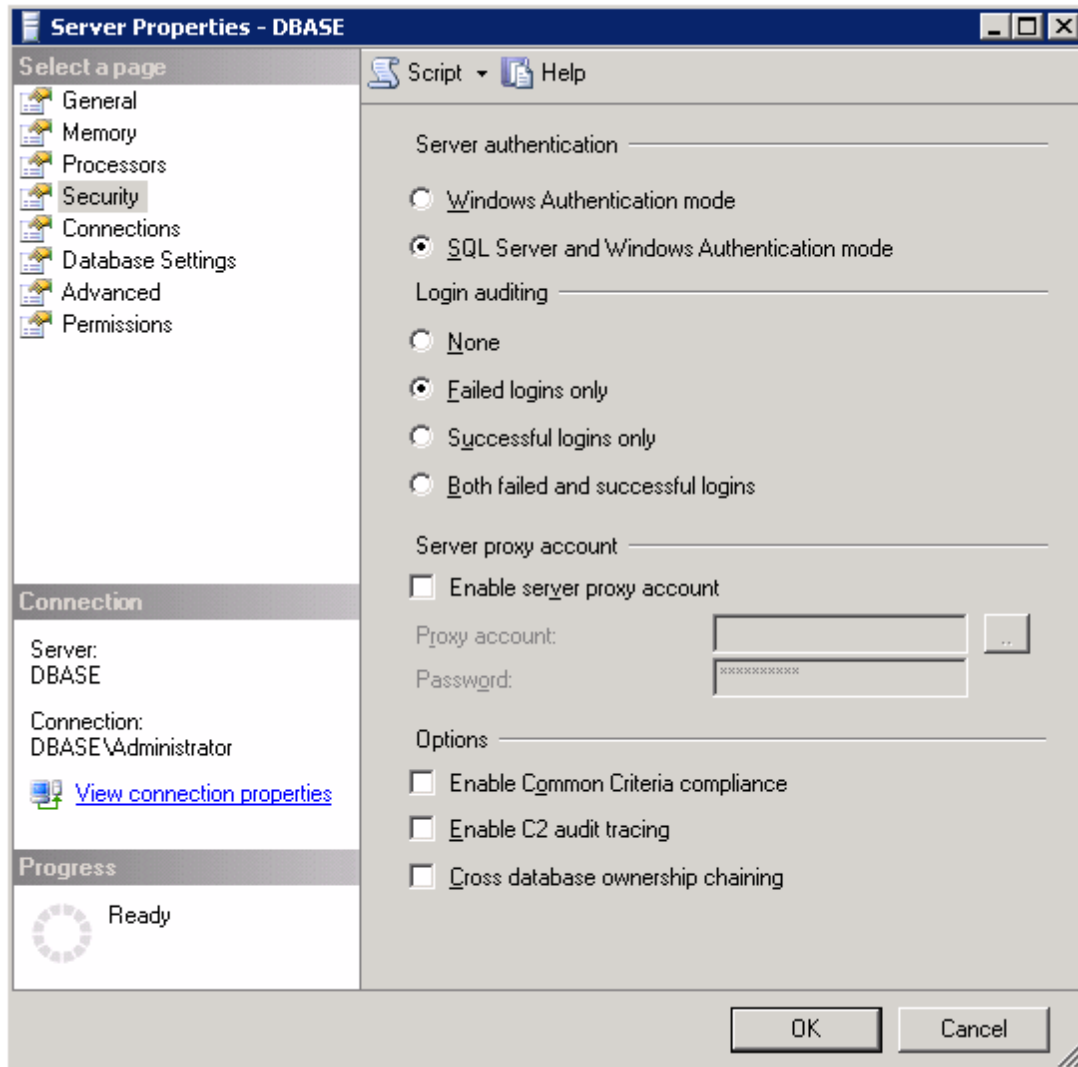 Server Properties - DBASE
Select a page
General
Memory
Processors
Security
Connections
Database Settings
Advanced
Permissions
Connection
Server:
DBASE
Connection:
DBASE\Administrator
View connection properties
Progress
Ready
Script
Help
Server authentication
Windows Authentication mode
SQL Server and Windows Authentication mode
Login auditing
None
Failed logins only
Successful logins only
Both failed and successful logins
Server proxy account
Enable server proxy account
Proxy account:
..
Password:
**********
Options
Enable Common Criteria compliance
Enable C2 audit tracing
Cross database ownership chaining
OK
Cancel